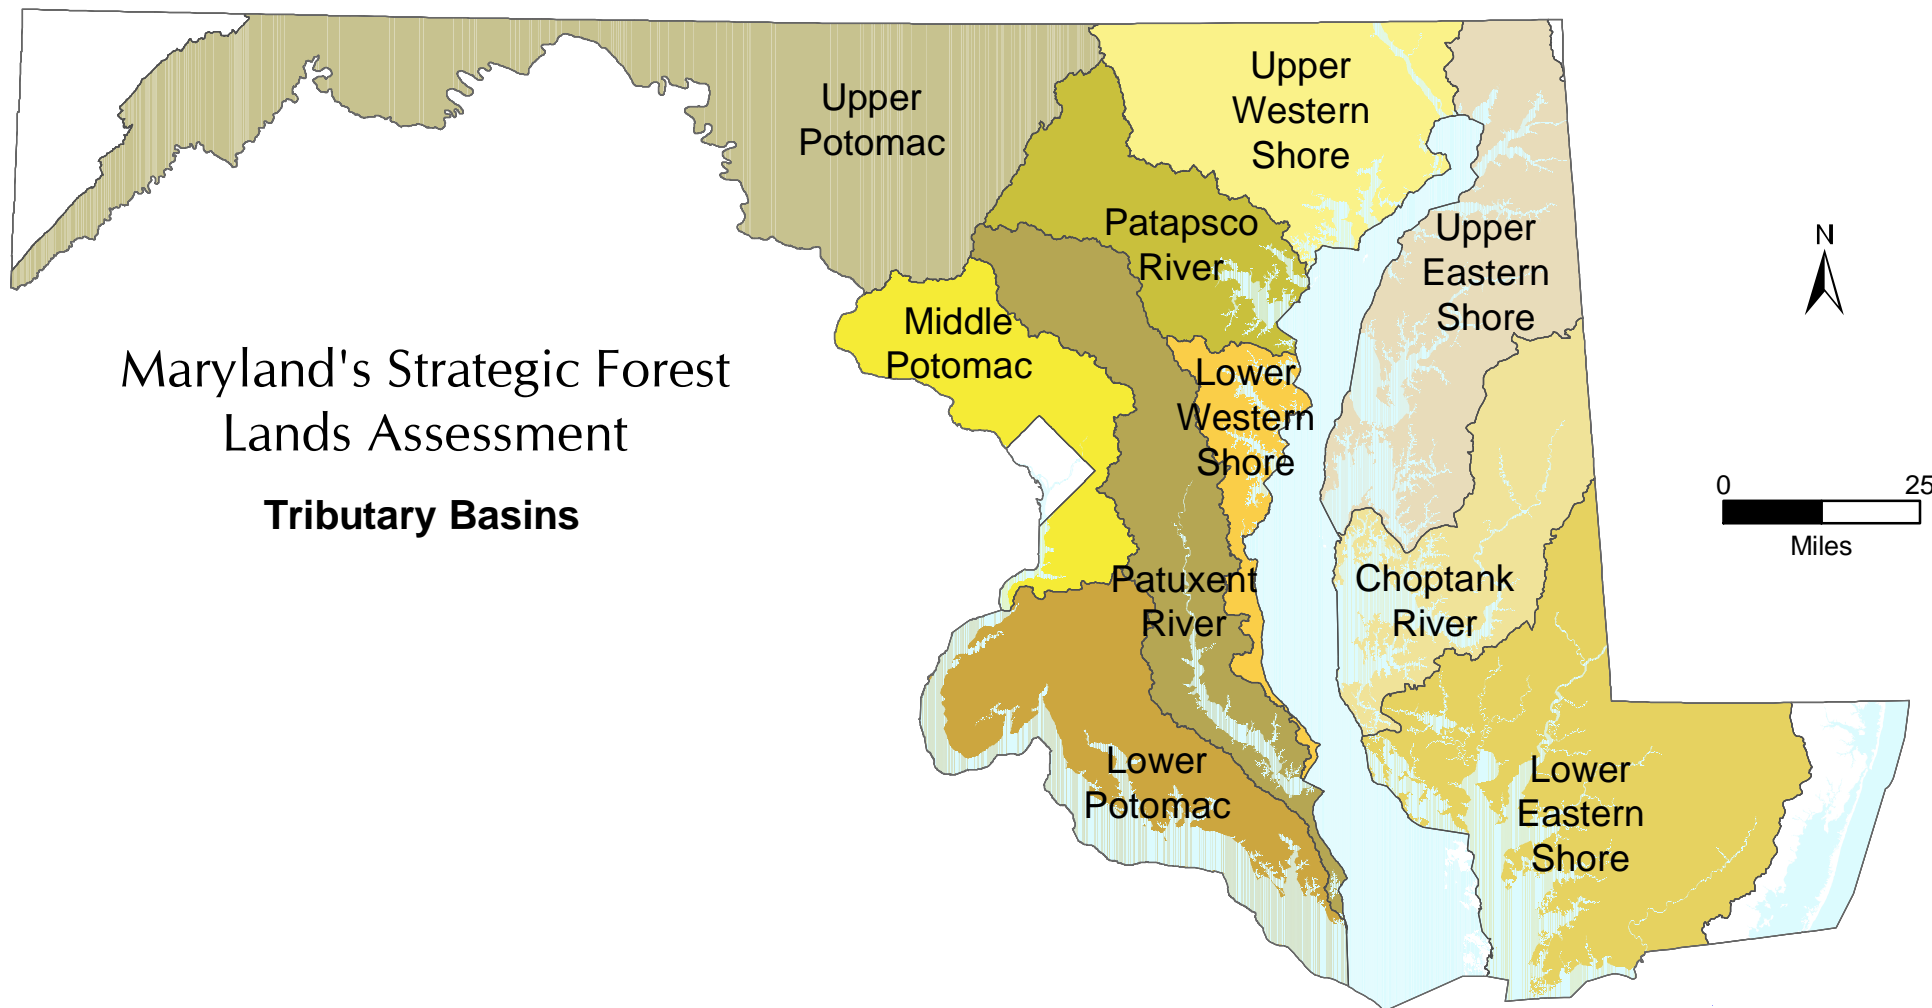 Maryland's Strategic Forest
Lands Assessment
Tributary Basins
Upper
Potomac
Upper
Western
Shore
Patapsco
River
Upper
Eastern
Shore
Middle
Potomac
Lower
Western
Shore
Patuxent
River
Choptank
River
Lower
Potomac
Lower
Eastern
Shore
N
0 25
Miles